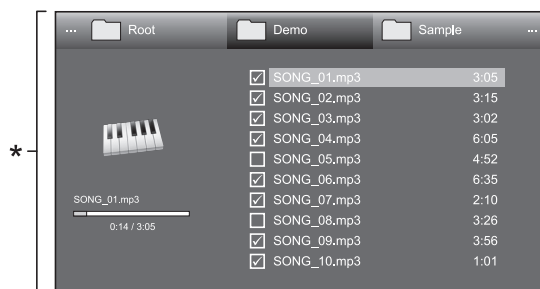 ... Root Demo Sample ...
SONG_01.mp3 3:05
SONG_02.mp3 3:15
SONG_03.mp3 3:02
SONG_04.mp3 6:05
SONG_05.mp3 4:52
SONG_06.mp3 6:35
SONG_07.mp3 2:10
SONG_08.mp3 3:26
SONG_09.mp3 3:56
SONG_10.mp3 1:01
*
SONG_01.mp3
0:14 / 3:05